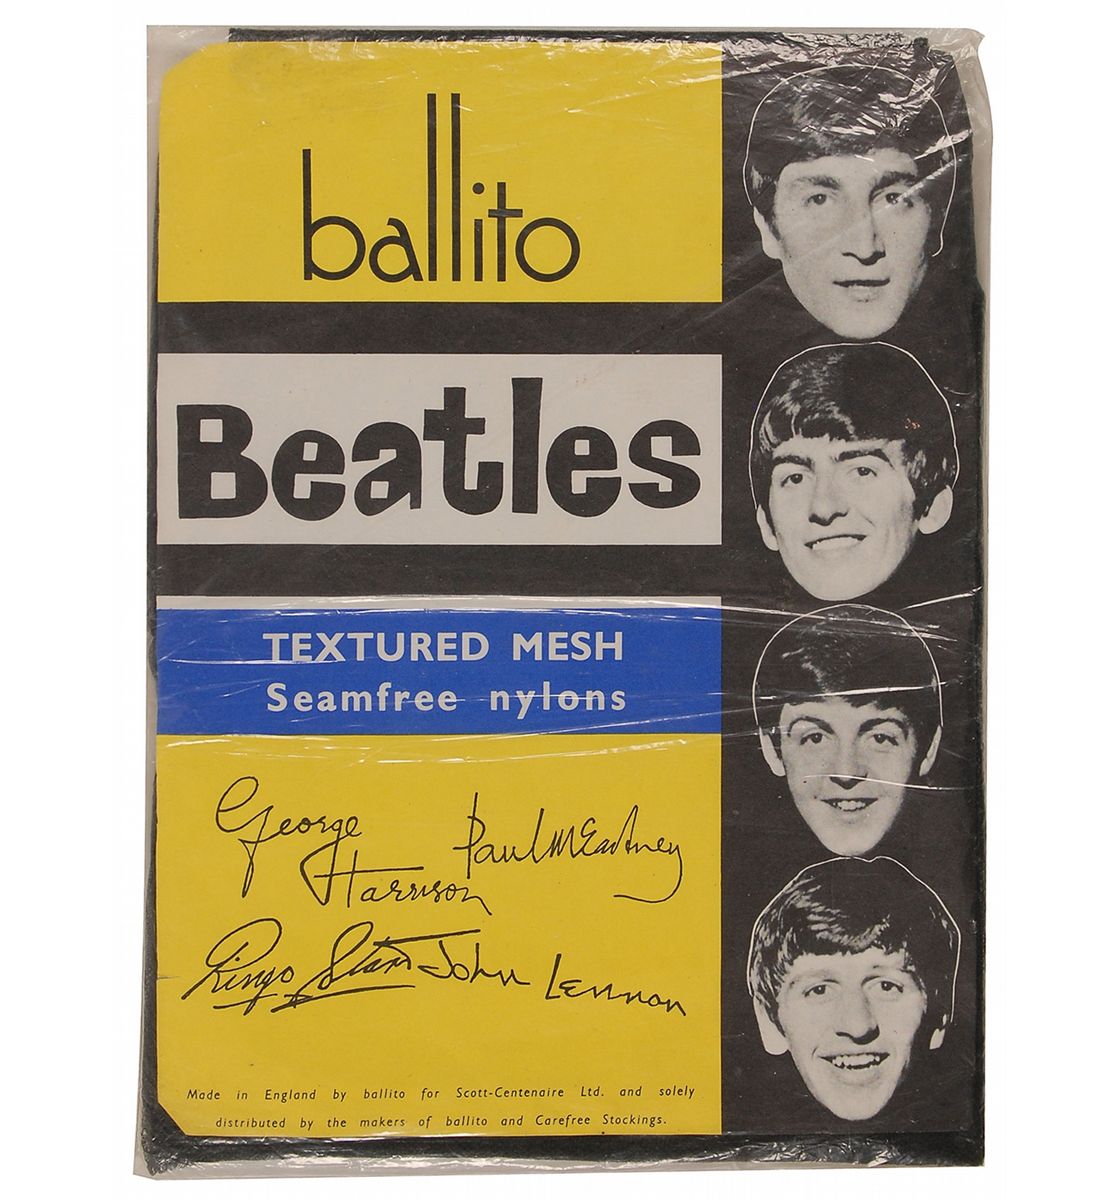 ballito
Beatles
TEXTURED MESH
Seamfree nylons
George
Harrison
Paul McCartney
Ringo Starr
John Lennon
Made in England by ballito for Scott-Centenaire Ltd. and solely
distributed by the makers of ballito and Carefree Stockings.